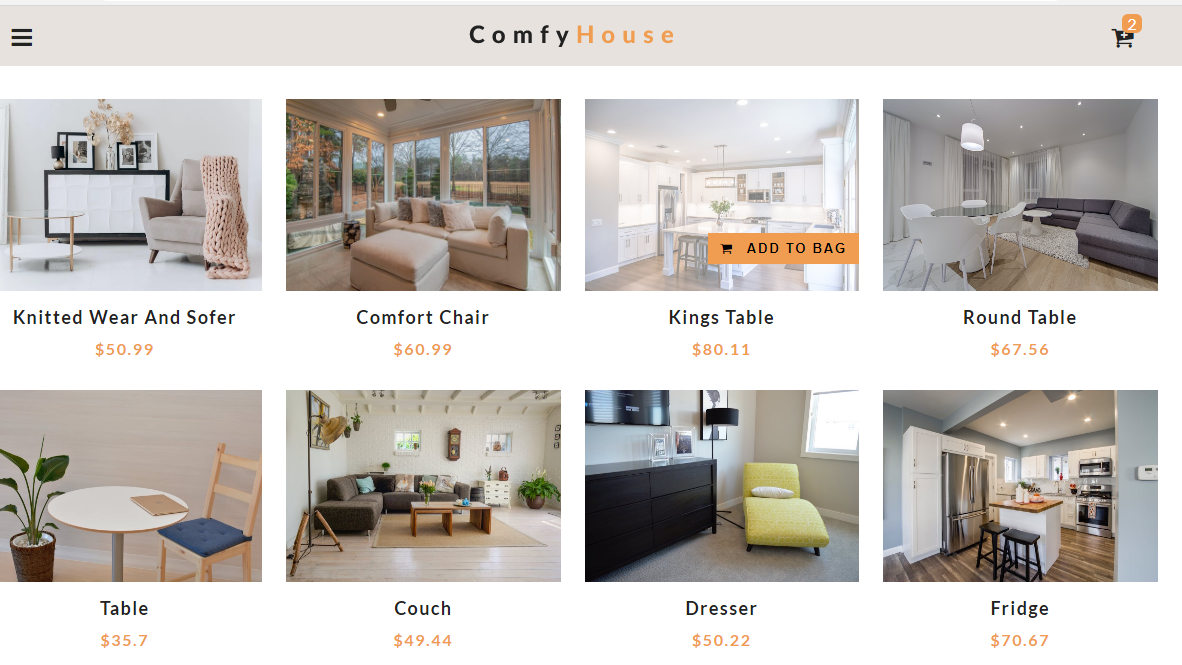 ComfyHouse
2
ADD TO BAG
Knitted Wear And Sofer
Comfort Chair
Kings Table
Round Table
$50.99
$60.99
$80.11
$67.56
Table
Couch
Dresser
Fridge
$35.7
$49.44
$50.22
$70.67